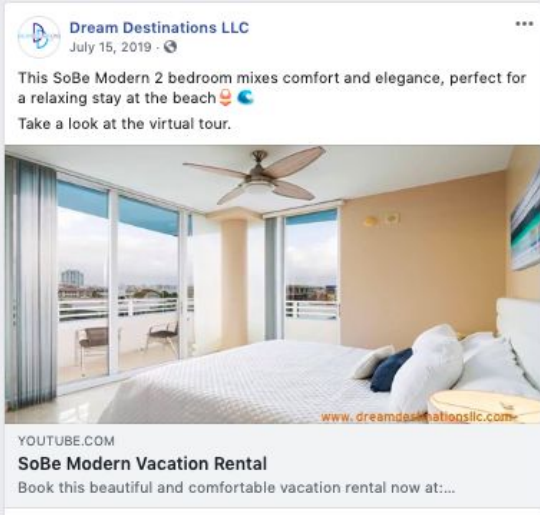 Dream Destinations LLC
July 15, 2019 ·
This SoBe Modern 2 bedroom mixes comfort and elegance, perfect for
a relaxing stay at the beach👙🌊
Take a look at the virtual tour.
www.dreamdestinationsllc.com
YOUTUBE.COM
SoBe Modern Vacation Rental
Book this beautiful and comfortable vacation rental now at:...